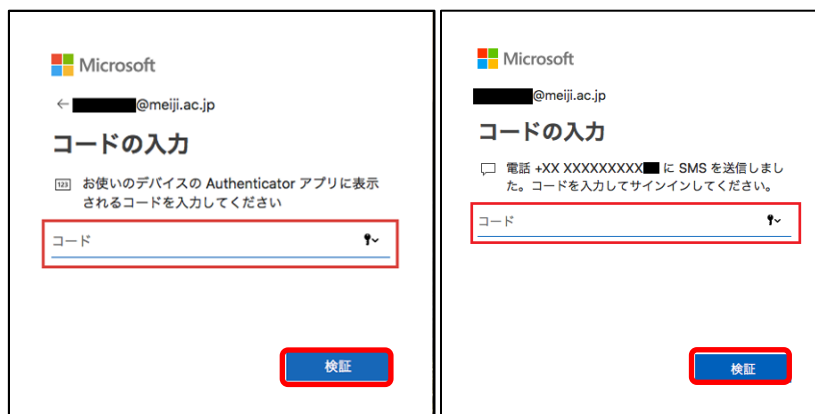 Microsoft
@meiji.ac.jp
コードの入力
123
お使いのデバイスの Authenticator アプリに表示
されるコードを入力してください
コード
検証
Microsoft
@meiji.ac.jp
コードの入力
電話 +XX XXXXXXXXX に SMS を送信しまし
た。コードを入力してサインインしてください。
コード
検証